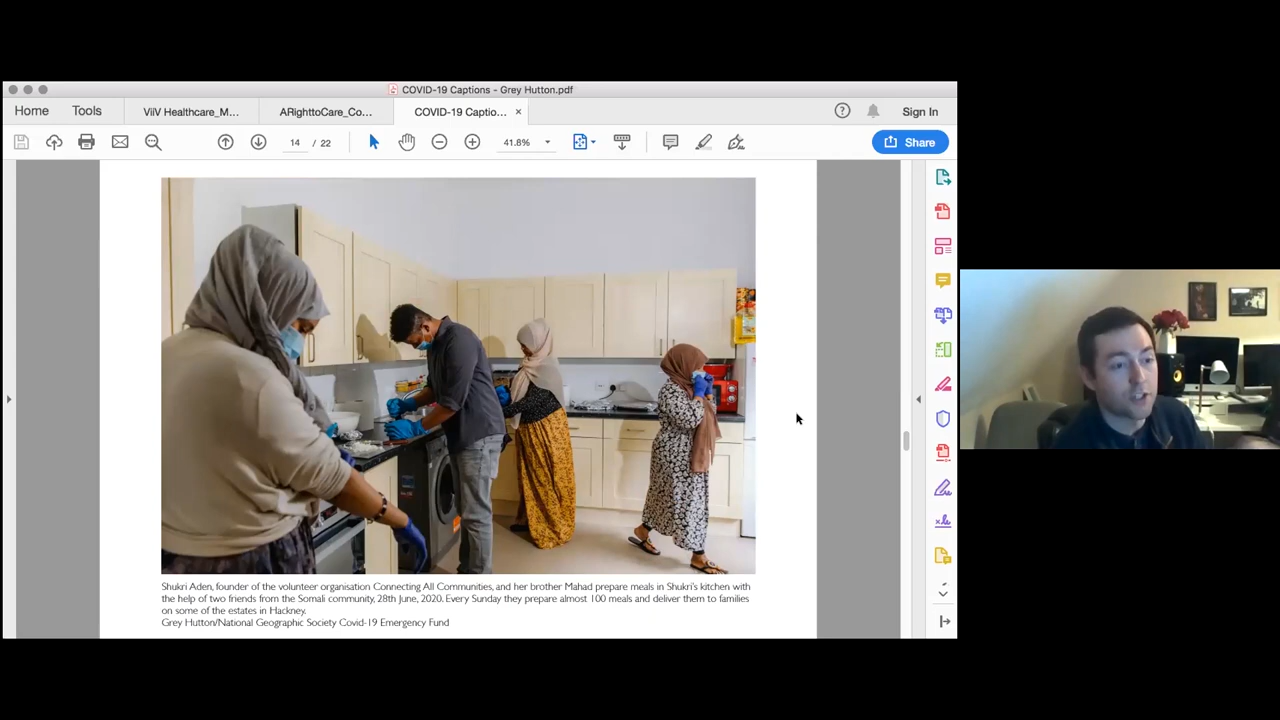 COVID-19 Captions - Grey Hutton.pdf
Home
Tools
ViiV Healthcare_M...
ARighttoCare_Co...
COVID-19 Captio... ×
Sign In
14 / 22
41.8%
Share
Shukri Aden, founder of the volunteer organisation Connecting All Communities, and her brother Mahad prepare meals in Shukri's kitchen with
the help of two friends from the Somali community, 28th June, 2020. Every Sunday they prepare almost 100 meals and deliver them to families
on some of the estates in Hackney.
Grey Hutton/National Geographic Society Covid-19 Emergency Fund